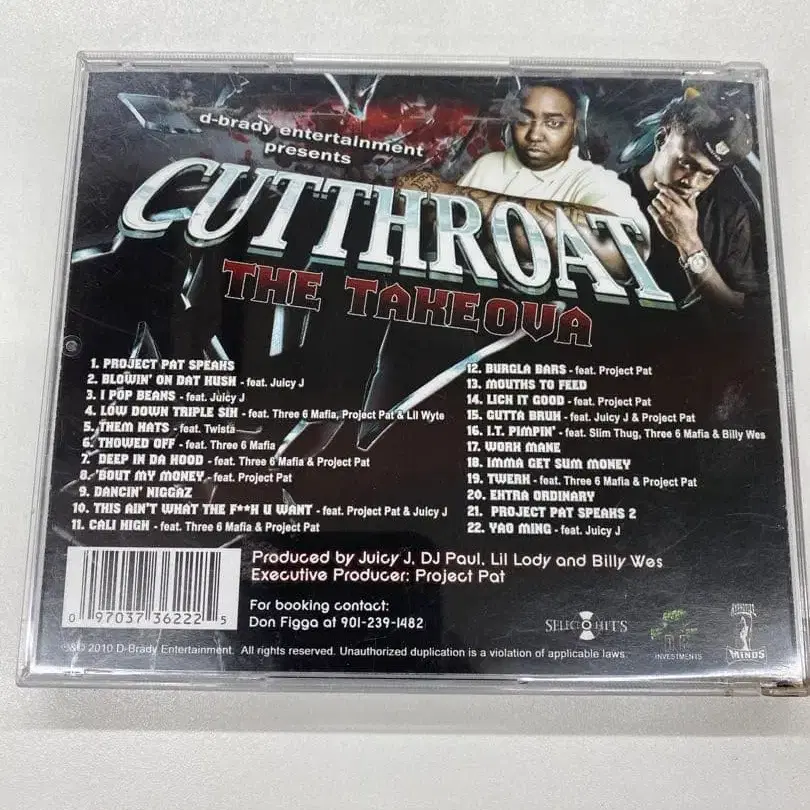 d-brady entertainment
presents
CUTTHROAT
THE TAKEOVA
1. PROJECT PAT SPEAKS
2. BLOWIN' ON DAT KUSH - feat. Juicy J
3. I POP BEANS - feat. Juicy J
4. LOW DOWN TRIPLE SIX - feat. Three 6 Mafia, Project Pat & Lil Wyte
5. THEM HATS - feat. Twista
6. THOWED OFF - feat. Three 6 Mafia
7. DEEP IN DA HOOD - feat. Three 6 Mafia & Project Pat
8. 'BOUT MY MONEY - feat. Project Pat
9. DANCIN' NIGGAZ
10. THIS AIN'T WHAT THE F**K U WANT - feat. Project Pat & Juicy J
11. CALI HIGH - feat. Three 6 Mafia & Project Pat
12. BURGLA BARS - feat. Project Pat
13. MOUTHS TO FEED
14. LICK IT GOOD - feat. Project Pat
15. GUTTA BRUH - feat. Juicy J & Project Pat
16. I.T. PIMPIN' - feat. Slim Thug, Three 6 Mafia & Billy Wes
17. WORK MANE
18. IMMA GET SUM MONEY
19. TWERK - feat. Three 6 Mafia & Project Pat
20. EXTRA ORDINARY
21. PROJECT PAT SPEAKS 2
22. YAO MING - feat. Juicy J
Produced by Juicy J, DJ Paul, Lil Lody and Billy Wes
Executive Producer: Project Pat
For booking contact:
Don Figga at 901-239-1482
0 97037 36222 5
SELECTOHITS
INVESTMENTS
HYPNOTIZE
MINDS
℗&© 2010 D-Brady Entertainment. All rights reserved. Unauthorized duplication is a violation of applicable laws.